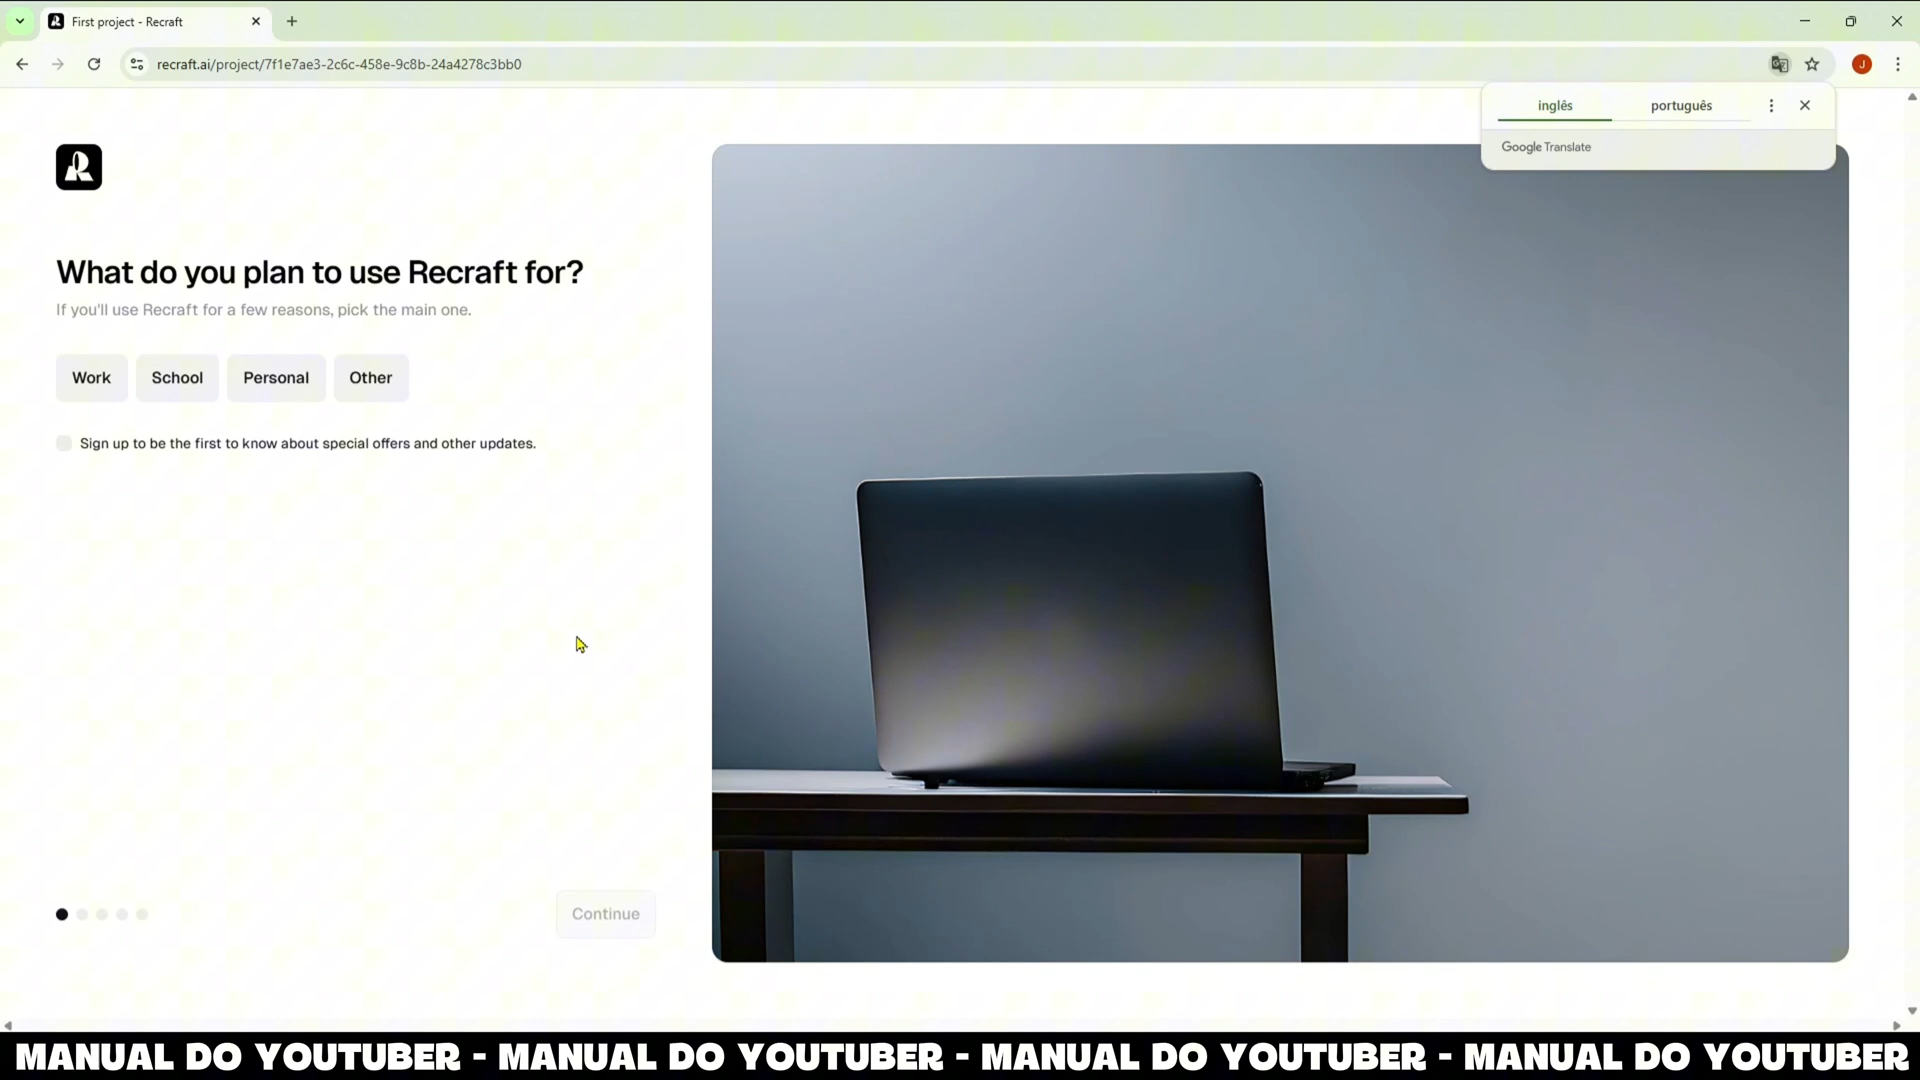 First project - Recraft
recraft.ai/project/7f1e7ae3-2c6c-458e-9c8b-24a4278c3bb0
J
inglês português
Google Translate
What do you plan to use Recraft for?
If you'll use Recraft for a few reasons, pick the main one.
Work School Personal Other
Sign up to be the first to know about special offers and other updates.
Continue
MANUAL DO YOUTUBER - MANUAL DO YOUTUBER - MANUAL DO YOUTUBER - MANUAL DO YOUTUBER